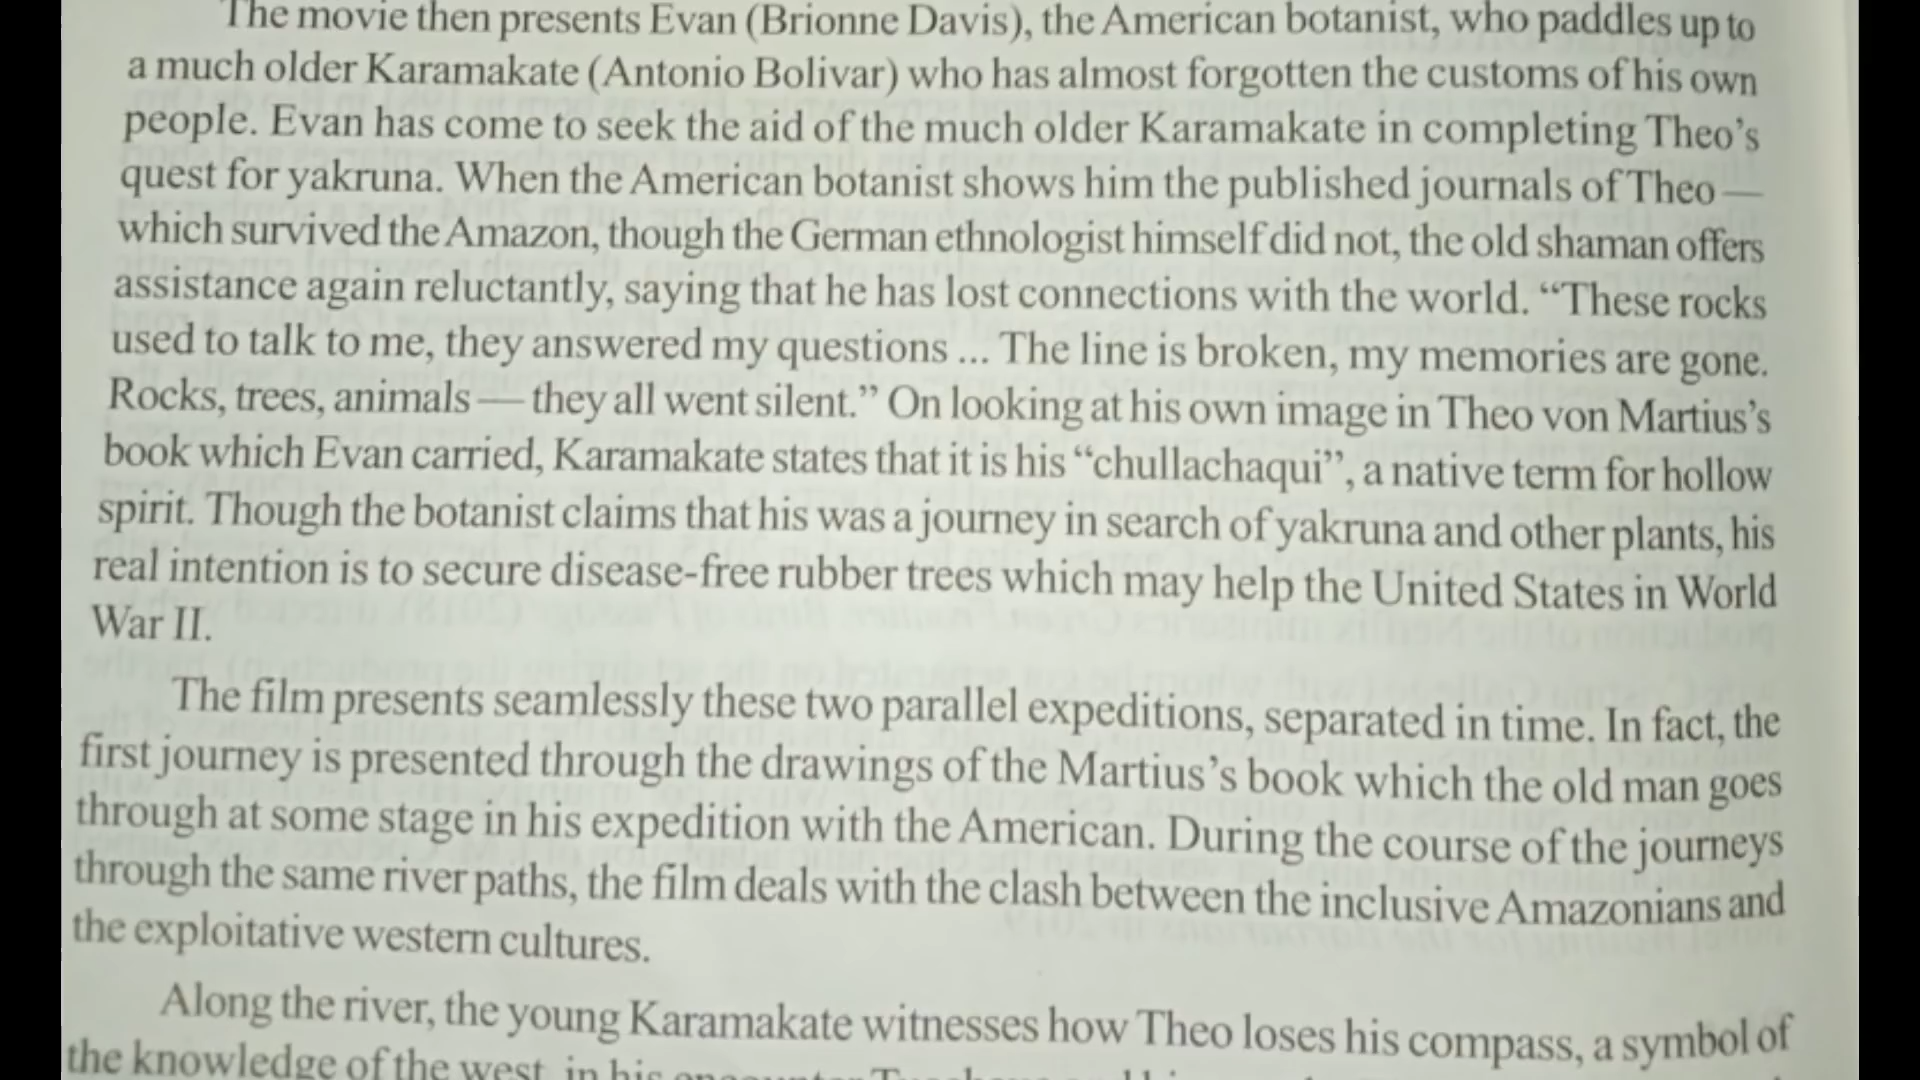 The movie then presents Evan (Brionne Davis), the American botanist, who paddles up to
a much older Karamakate (Antonio Bolivar) who has almost forgotten the customs of his own
people. Evan has come to seek the aid of the much older Karamakate in completing Theo's
quest for yakruna. When the American botanist shows him the published journals of Theo —
which survived the Amazon, though the German ethnologist himself did not, the old shaman offers
assistance again reluctantly, saying that he has lost connections with the world. “These rocks
used to talk to me, they answered my questions ... The line is broken, my memories are gone.
Rocks, trees, animals — they all went silent.” On looking at his own image in Theo von Martius's
book which Evan carried, Karamakate states that it is his “chullachaqui”, a native term for hollow
spirit. Though the botanist claims that his was a journey in search of yakruna and other plants, his
real intention is to secure disease-free rubber trees which may help the United States in World
War II.
The film presents seamlessly these two parallel expeditions, separated in time. In fact, the
first journey is presented through the drawings of the Martius's book which the old man goes
through at some stage in his expedition with the American. During the course of the journeys
through the same river paths, the film deals with the clash between the inclusive Amazonians and
the exploitative western cultures.
Along the river, the young Karamakate witnesses how Theo loses his compass, a symbol of
the knowledge of the west, in his encounter